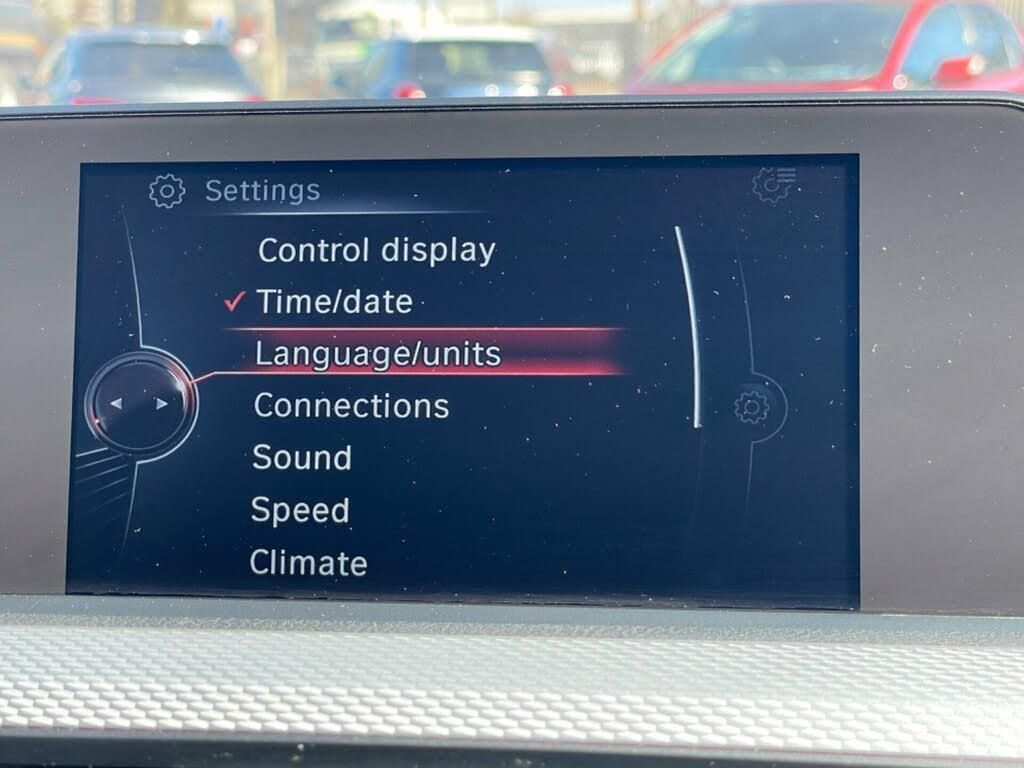 Settings
Control display
Time/date
Language/units
Connections
Sound
Speed
Climate